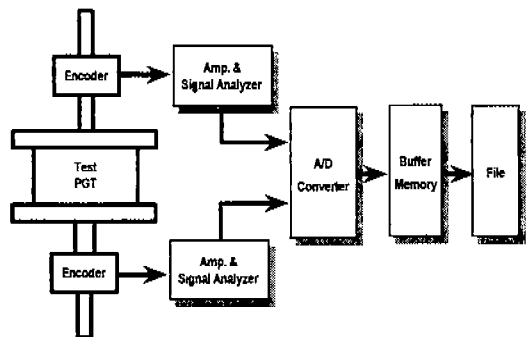 Encoder
Amp. &
Signal Analyzer
Test
PGT
A/D
Converter
Buffer
Memory
File
Encoder
Amp. &
Signal Analyzer